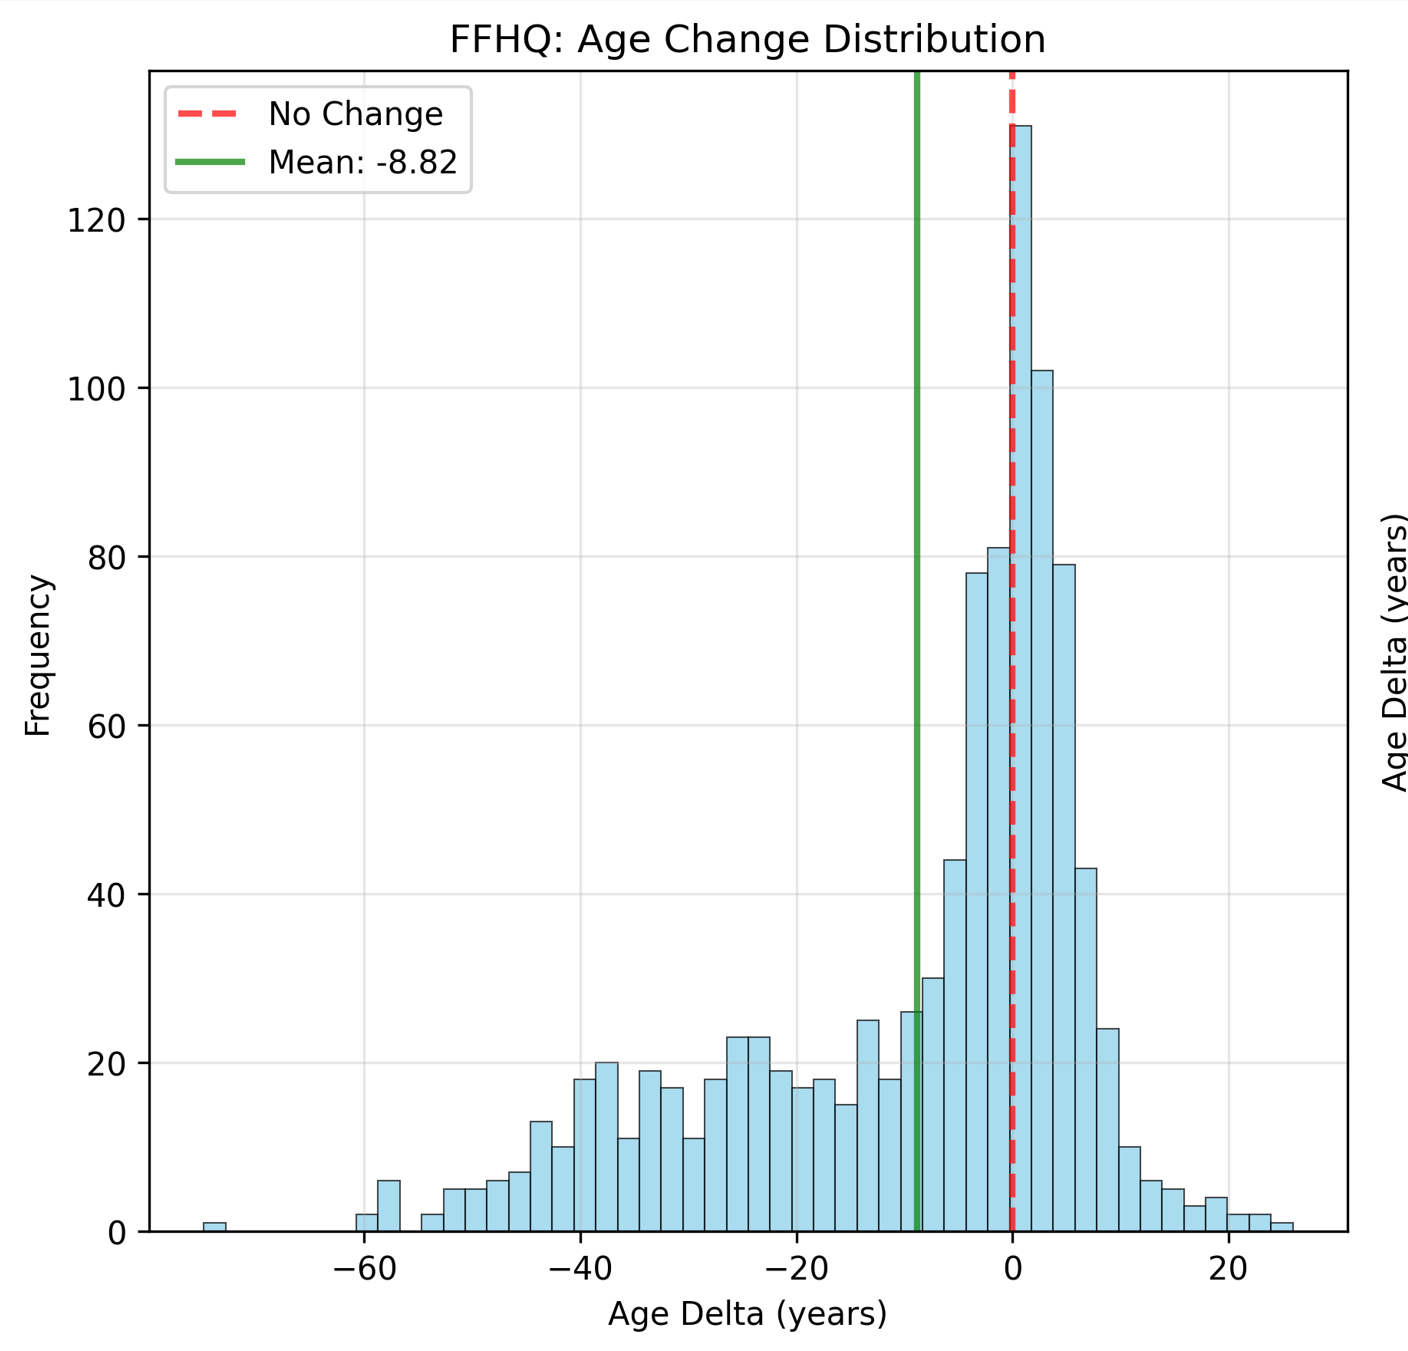 FFHQ: Age Change Distribution
No Change
Mean: -8.82
Frequency
120
100
80
60
40
20
0
−60
−40
−20
0
20
Age Delta (years)
Age Delta (years)